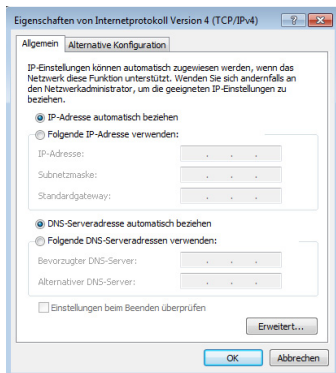 Eigenschaften von Internetprotokoll Version 4 (TCP/IPv4)
Allgemein Alternative Konfiguration
IP-Einstellungen können automatisch zugewiesen werden, wenn das
Netzwerk diese Funktion unterstützt. Wenden Sie sich andernfalls an
den Netzwerkadministrator, um die geeigneten IP-Einstellungen zu
beziehen.
IP-Adresse automatisch beziehen
Folgende IP-Adresse verwenden:
IP-Adresse:
Subnetzmaske:
Standardgateway:
DNS-Serveradresse automatisch beziehen
Folgende DNS-Serveradressen verwenden:
Bevorzugter DNS-Server:
Alternativer DNS-Server:
Einstellungen beim Beenden überprüfen
Erweitert...
OK Abbrechen